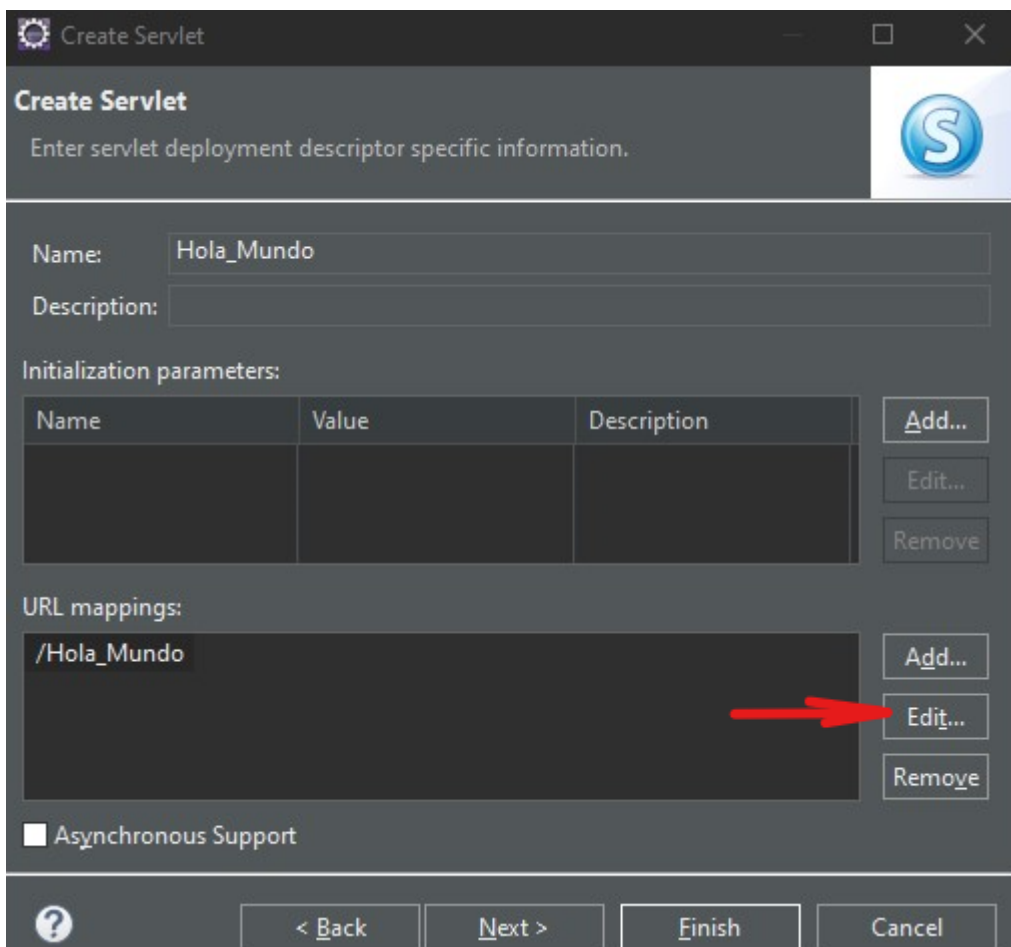 Create Servlet
Create Servlet
Enter servlet deployment descriptor specific information.
Name: Hola_Mundo
Description:
Initialization parameters:
Name Value Description Add...
Edit...
Remove
URL mappings:
/Hola_Mundo Add...
Edit...
Remove
Asynchronous Support
? < Back Next > Finish Cancel